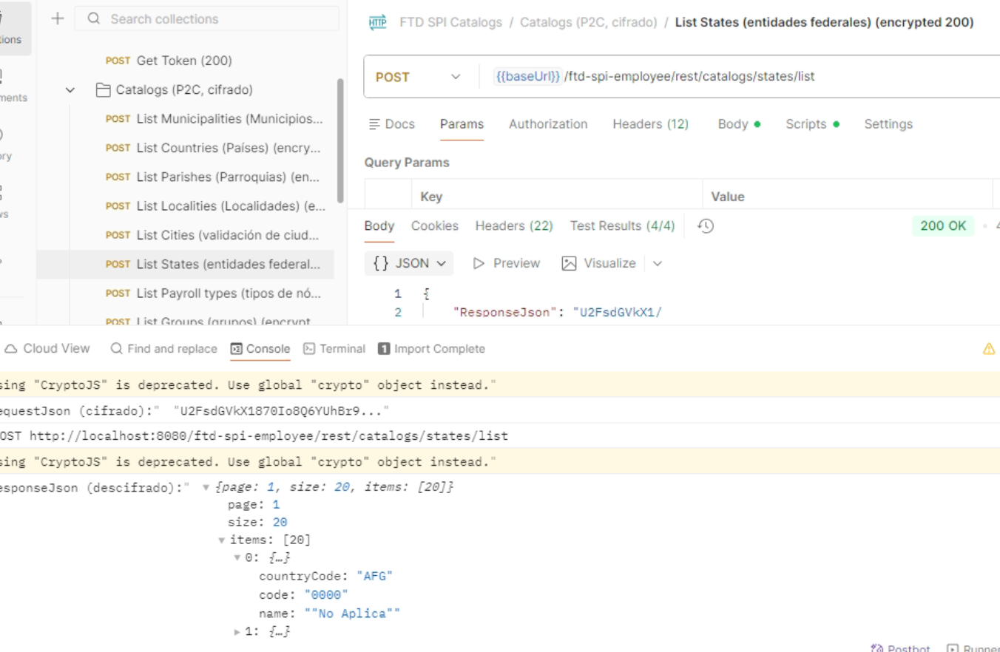 Search collections
tions
POST Get Token (200)
Catalogs (P2C, cifrado)
ments
POST List Municipalities (Municipios...
POST List Countries (Países) (encry...
ory
POST List Parishes (Parroquias) (en...
POST List Localities (Localidades) (e...
ws
POST List Cities (validación de ciud...
POST List States (entidades federal...
POST List Payroll types (tipos de nó...
POST List Groups (grupos) (encrypt
HTTP FTD SPI Catalogs / Catalogs (P2C, cifrado) / List States (entidades federales) (encrypted 200)
POST {{baseUrl}} /ftd-spi-employee/rest/catalogs/states/list
Docs Params Authorization Headers (12) Body Scripts Settings
Query Params
Key Value
Body Cookies Headers (22) Test Results (4/4) 200 OK
{} JSON Preview Visualize
1 {
2 "ResponseJson": "U2FsdGVkX1/
Cloud View Find and replace Console Terminal 1 Import Complete
sing "CryptoJS" is deprecated. Use global "crypto" object instead."
equestJson (cifrado):" "U2FsdGVkX1870Io8Q6YUhBr9..."
OST http://localhost:8080/ftd-spi-employee/rest/catalogs/states/list
sing "CryptoJS" is deprecated. Use global "crypto" object instead."
esponseJson (descifrado):" {page: 1, size: 20, items: [20]}
page: 1
size: 20
items: [20]
0: {…}
countryCode: "AFG"
code: "0000"
name: ""No Aplica""
1: {…}
Postbot Runner